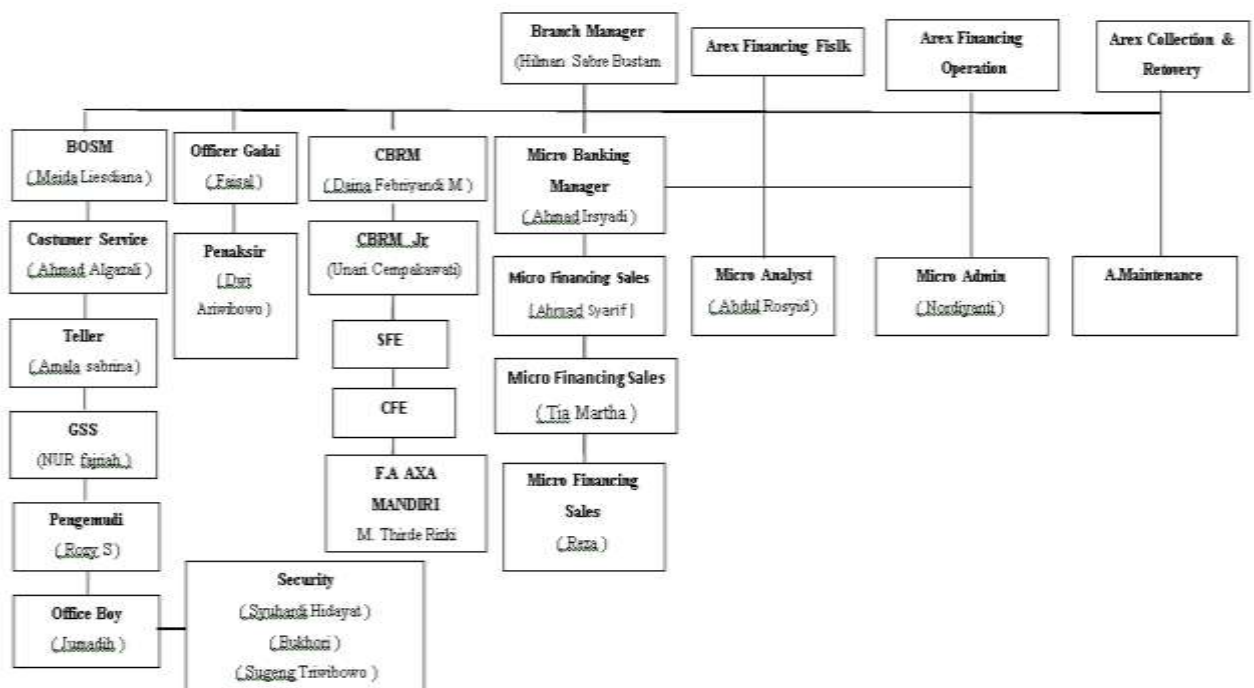 Branch Manager
(Hilman Sabre Bustam
Arex Financing Fislk
Arex Financing
Operation
Arex Collection &
Retovery
BOSM
( Meida Liesdiana )
Officer Gadai
( Faisal )
CBRM
( Daina Febriyandi M )
Micro Banking
Manager
( Ahmad Irsyadi )
Costumer Service
( Ahmad Algazali )
Penaksir
( Dwi
Ariwibowo )
CBRM Jr
(Unari Cempakawati)
Micro Financing Sales
( Ahmad Syarif )
Micro Analyst
( Abdul Rosyid )
Micro Admin
( Nordiyanti )
A.Maintenance
Teller
( Amala sabrina )
SFE
Micro Financing Sales
( Tia Martha )
CFE
GSS
(NUR fajriah )
F.A AXA
MANDIRI
M. Thirde Rizki
Micro Financing
Sales
( Reza )
Pengemudi
( Rozy S)
Office Boy
( Jumadih )
Security
( Syuhardi Hidayat )
( Bukhori )
( Sugeng Triwibowo )